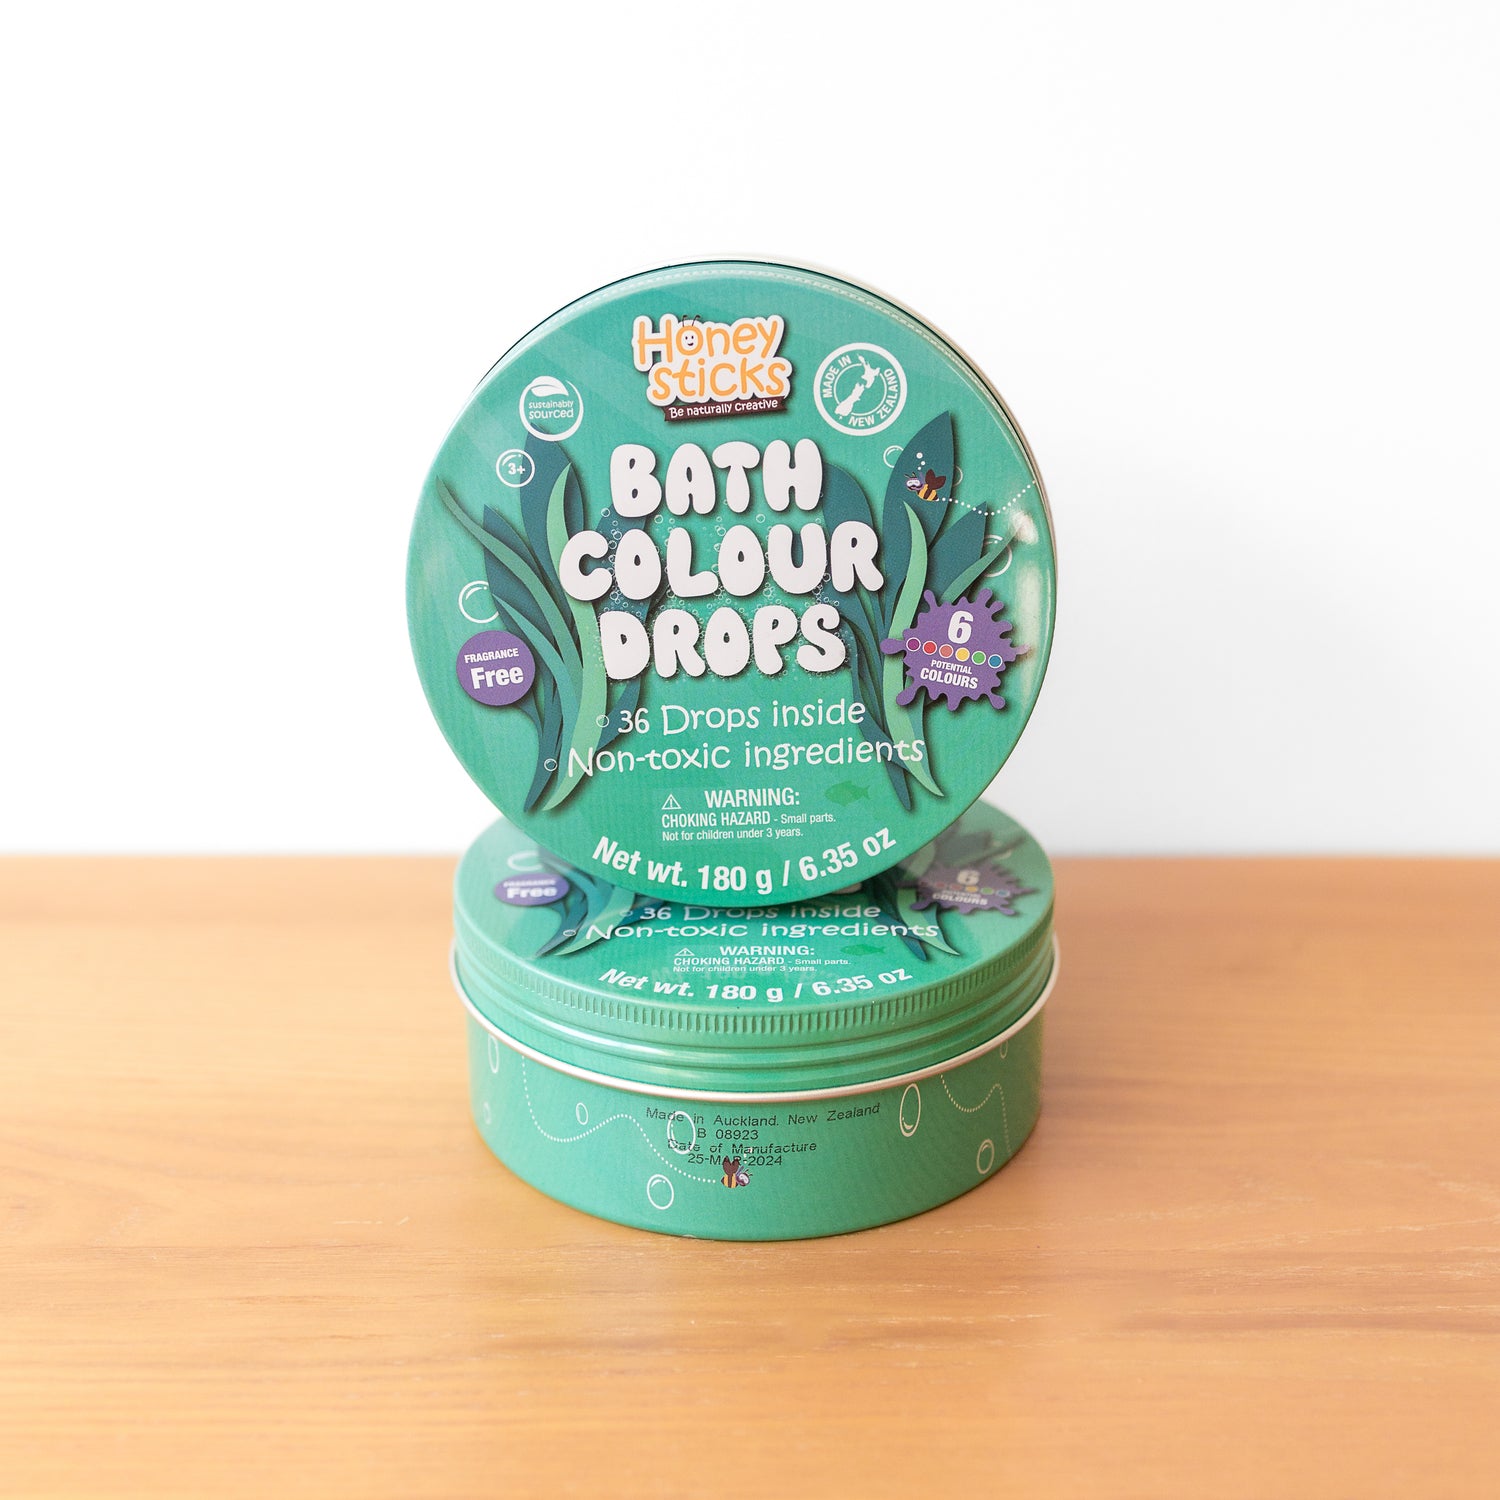 Honey
sticks
Be naturally creative
sustainably
sourced
MADE IN
NEW ZEALAND
3+
BATH
COLOUR
DROPS
FRAGRANCE
Free
6
POTENTIAL
COLOURS
36 Drops inside
Non-toxic ingredients
WARNING:
CHOKING HAZARD - Small parts.
Not for children under 3 years.
Net wt. 180 g / 6.35 oz
FRAGRANCE
Free
6
POTENTIAL
COLOURS
36 Drops inside
Non-toxic ingredients
WARNING:
CHOKING HAZARD - Small parts.
Not for children under 3 years.
Net wt. 180 g / 6.35 oz
Made in Auckland. New Zealand
B 08923
Date of Manufacture
25-MAR-2024